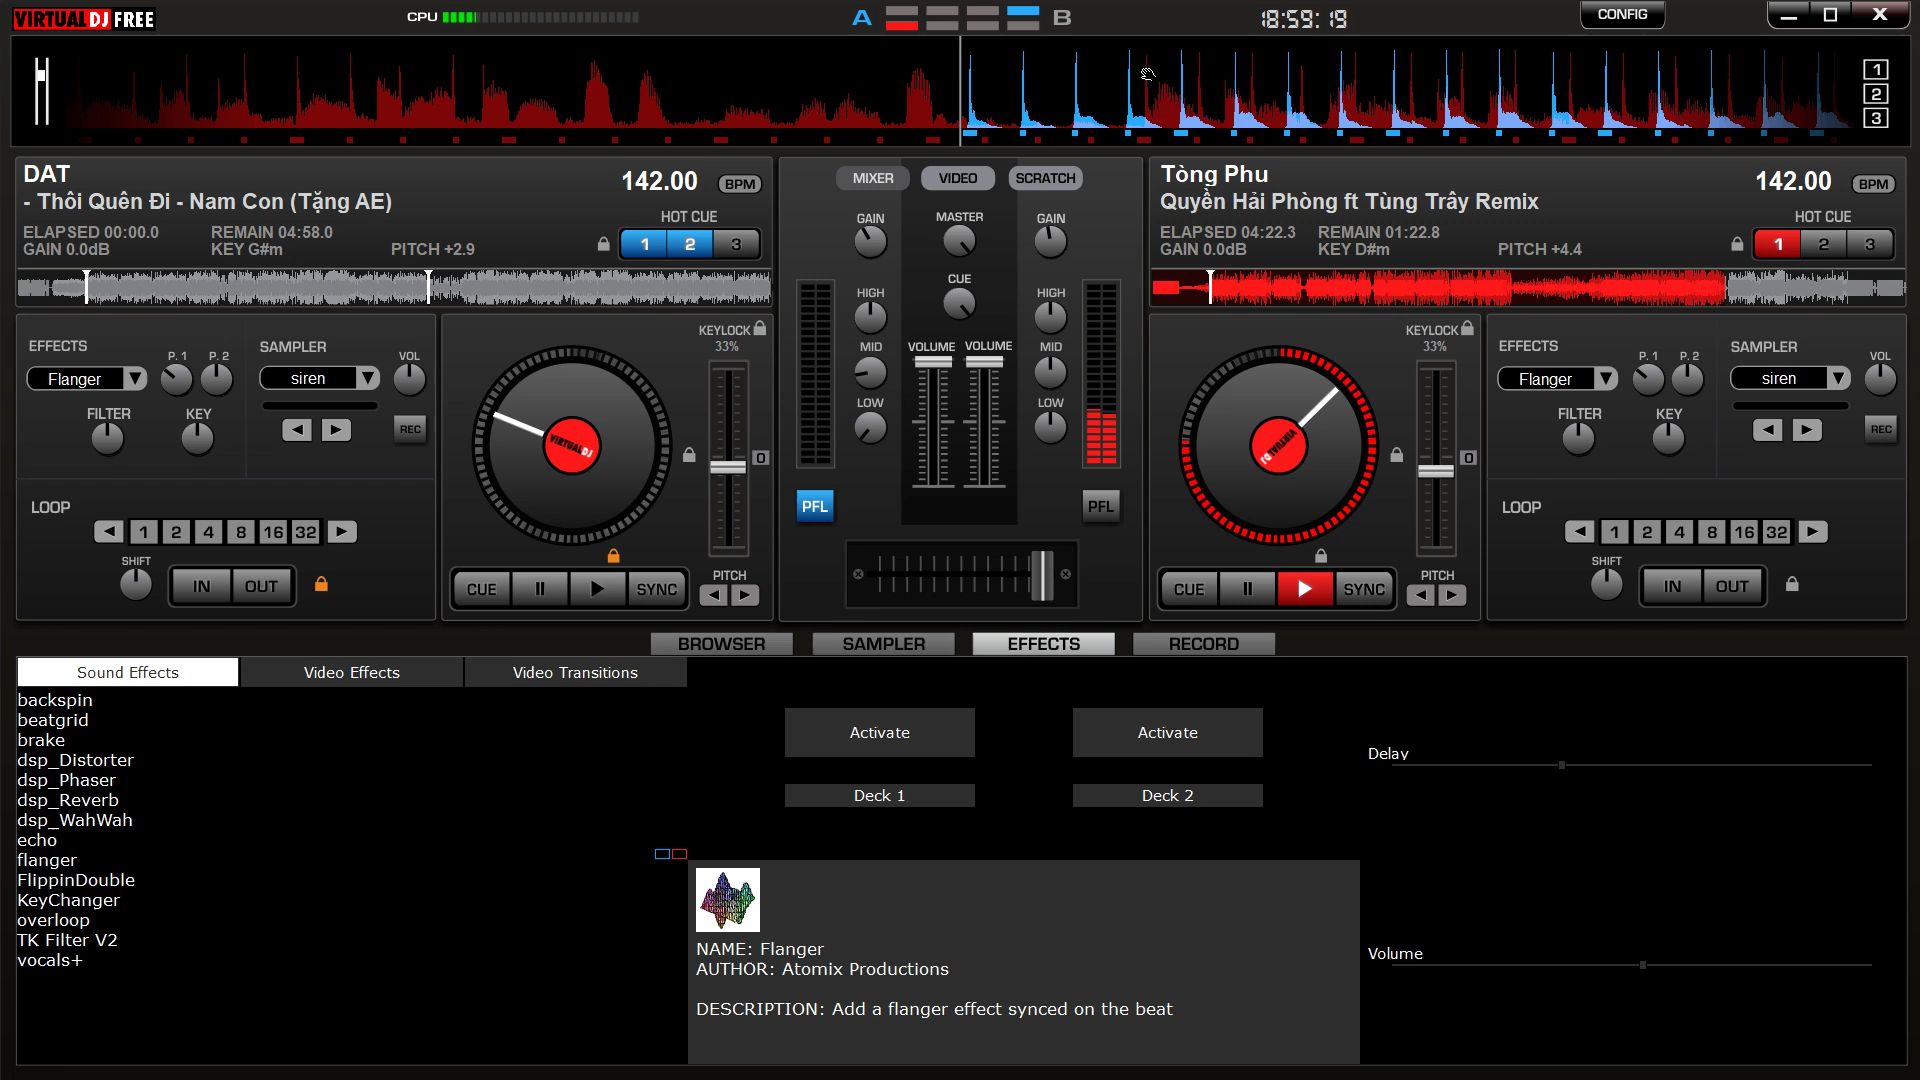 VIRTUAL DJ FREE
CPU
A
B
18:59:19
CONFIG
1
2
3
DAT
- Thôi Quên Đi - Nam Con (Tặng AE)
142.00 BPM
HOT CUE
ELAPSED 00:00.0 REMAIN 04:58.0
GAIN 0.0dB KEY G#m PITCH +2.9
1 2 3
MIXER VIDEO SCRATCH
GAIN MASTER GAIN
CUE
HIGH HIGH
MID VOLUME VOLUME MID
LOW LOW
PFL PFL
Tòng Phu
Quyền Hải Phòng ft Tùng Trây Remix
142.00 BPM
HOT CUE
ELAPSED 04:22.3 REMAIN 01:22.8
GAIN 0.0dB KEY D#m PITCH +4.4
1 2 3
EFFECTS P. 1 P. 2
Flanger
FILTER KEY
SAMPLER VOL
siren
REC
LOOP
1 2 4 8 16 32
SHIFT
IN OUT
KEYLOCK
33%
VIRTUAL DJ
0
CUE SYNC
PITCH
KEYLOCK
33%
VIRTUAL DJ
0
CUE SYNC
PITCH
EFFECTS P. 1 P. 2
Flanger
FILTER KEY
SAMPLER VOL
siren
REC
LOOP
1 2 4 8 16 32
SHIFT
IN OUT
BROWSER SAMPLER EFFECTS RECORD
Sound Effects Video Effects Video Transitions
backspin
beatgrid
brake
dsp_Distorter
dsp_Phaser
dsp_Reverb
dsp_WahWah
echo
flanger
FlippinDouble
KeyChanger
overloop
TK Filter V2
vocals+
Activate Activate
Deck 1 Deck 2
Delay
Volume
NAME: Flanger
AUTHOR: Atomix Productions
DESCRIPTION: Add a flanger effect synced on the beat